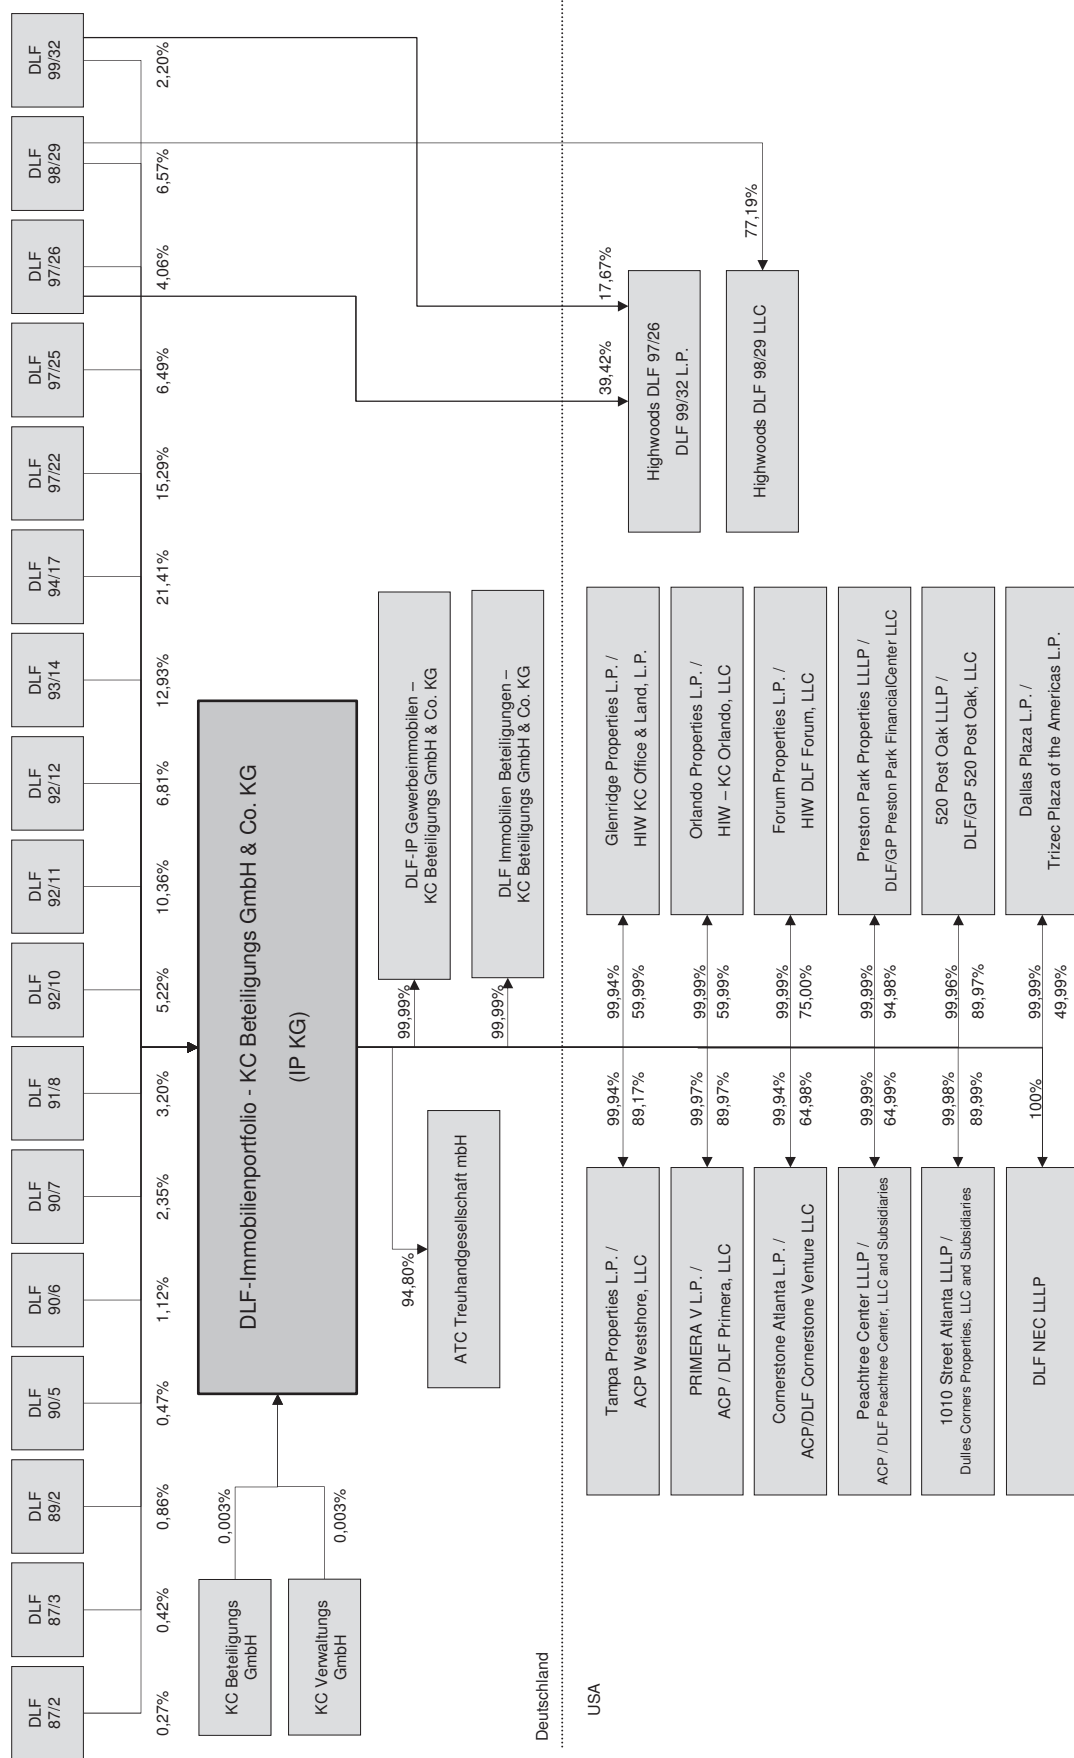 DLF
87/2
DLF
87/3
DLF
89/2
DLF
90/5
DLF
90/6
DLF
90/7
DLF
91/8
DLF
92/10
DLF
92/11
DLF
92/12
DLF
93/14
DLF
94/17
DLF
97/22
DLF
97/25
DLF
97/26
DLF
98/29
DLF
99/32
0,27%
0,42%
0,86%
0,47%
1,12%
2,35%
3,20%
5,22%
10,36%
6,81%
12,93%
21,41%
15,29%
6,49%
4,06%
6,57%
2,20%
KC Beteiligungs
GmbH
0,003%
KC Verwaltungs
GmbH
0,003%
DLF-Immobilienportfolio - KC Beteiligungs GmbH & Co. KG
(IP KG)
94,80%
ATC Treuhandgesellschaft mbH
99,99%
DLF-IP Gewerbeimmobilien –
KC Beteiligungs GmbH & Co. KG
99,99%
DLF Immobilien Beteiligungen –
KC Beteiligungs GmbH & Co. KG
Deutschland
USA
Tampa Properties L.P. /
ACP Westshore, LLC
99,94%
89,17%
99,94%
59,99%
Glenridge Properties L.P. /
HIW KC Office & Land, L.P.
PRIMERA V L.P. /
ACP / DLF Primera, LLC
99,97%
89,97%
99,99%
59,99%
Orlando Properties L.P. /
HIW – KC Orlando, LLC
Cornerstone Atlanta L.P. /
ACP/DLF Cornerstone Venture LLC
99,94%
64,98%
99,99%
75,00%
Forum Properties L.P. /
HIW DLF Forum, LLC
Peachtree Center LLLP /
ACP / DLF Peachtree Center, LLC and Subsidiaries
99,99%
64,99%
99,99%
94,98%
Preston Park Properties LLLP /
DLF/GP Preston Park FinancialCenter LLC
1010 Street Atlanta LLLP /
Dulles Corners Properties, LLC and Subsidiaries
99,98%
89,99%
99,96%
89,97%
520 Post Oak LLLP /
DLF/GP 520 Post Oak, LLC
DLF NEC LLLP
100%
99,99%
49,99%
Dallas Plaza L.P. /
Trizec Plaza of the Americas L.P.
39,42%
17,67%
Highwoods DLF 97/26
DLF 99/32 L.P.
77,19%
Highwoods DLF 98/29 LLC